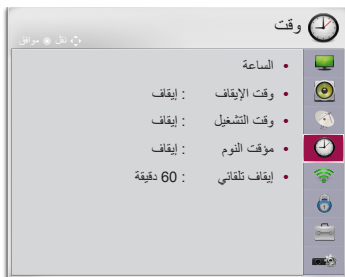 وقت
نقل موافق
الساعة
وقت الإيقاف : إيقاف
وقت التشغيل : إيقاف
مؤقت النوم : إيقاف
إيقاف تلقائي : 60 دقيقة